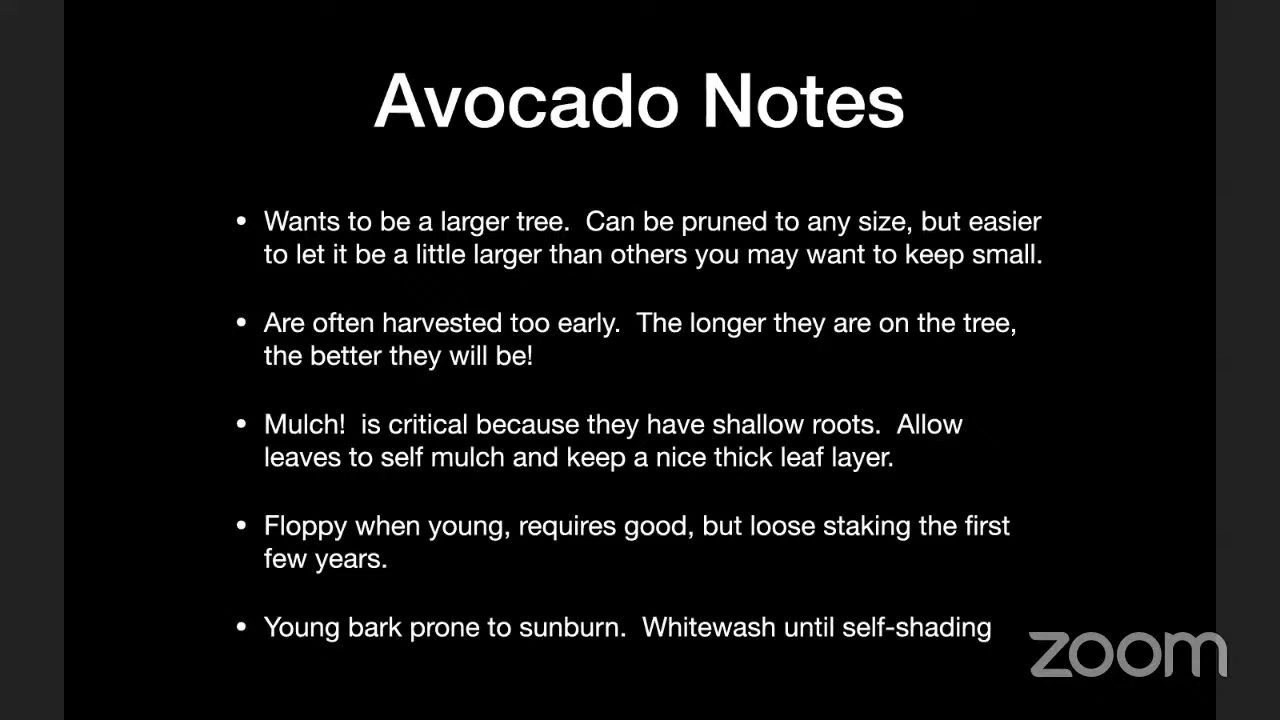 Avocado Notes
• Wants to be a larger tree.  Can be pruned to any size, but easier
to let it be a little larger than others you may want to keep small.
• Are often harvested too early.  The longer they are on the tree,
the better they will be!
• Mulch!  is critical because they have shallow roots.  Allow
leaves to self mulch and keep a nice thick leaf layer.
• Floppy when young, requires good, but loose staking the first
few years.
• Young bark prone to sunburn.  Whitewash until self-shading
zoom